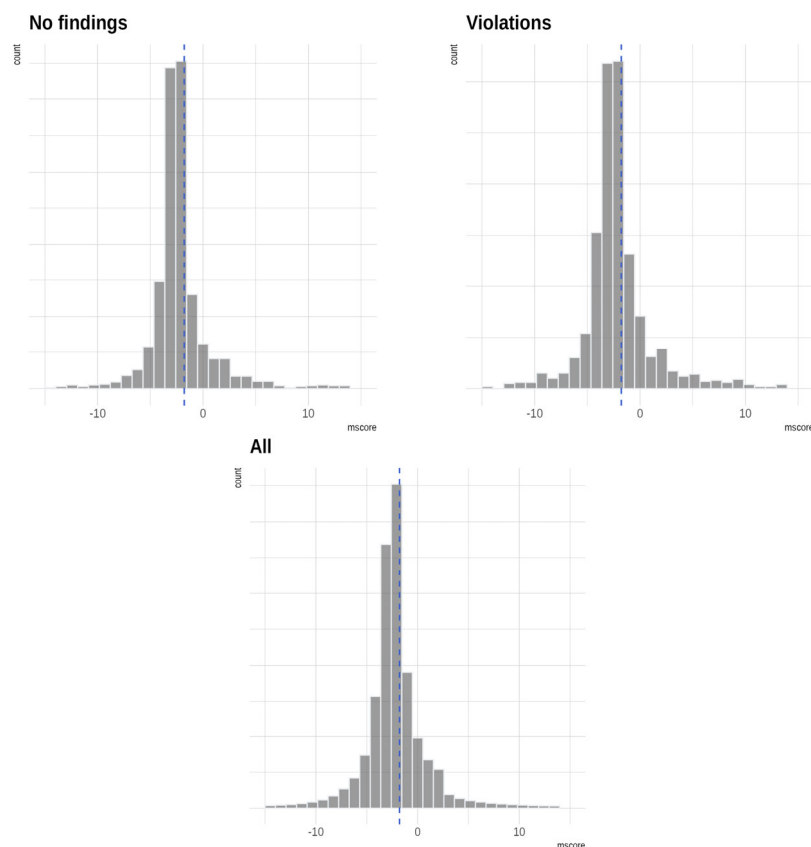 No findings
count
-10 0 10
mscore
Violations
count
-10 0 10
mscore
All
count
-10 0 10
mscore